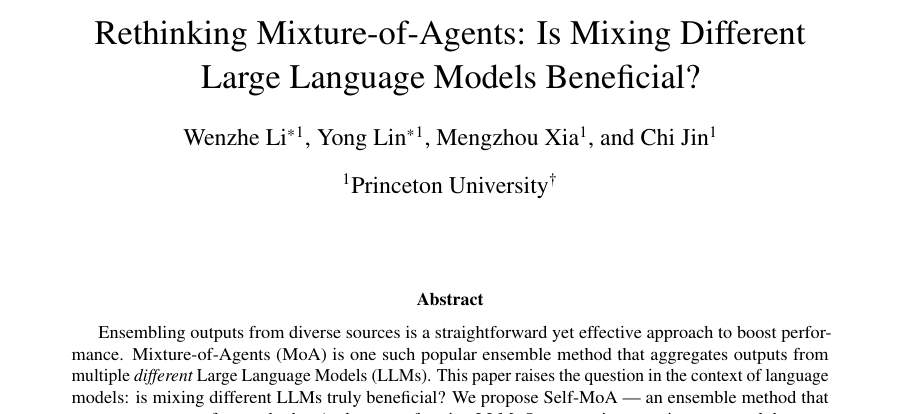 Rethinking Mixture-of-Agents: Is Mixing Different
Large Language Models Beneficial?
Wenzhe Li*1, Yong Lin*1, Mengzhou Xia1, and Chi Jin1
1Princeton University†
Abstract
Ensembling outputs from diverse sources is a straightforward yet effective approach to boost perfor-
mance. Mixture-of-Agents (MoA) is one such popular ensemble method that aggregates outputs from
multiple different Large Language Models (LLMs). This paper raises the question in the context of language
models: is mixing different LLMs truly beneficial? We propose Self-MoA — an ensemble method that